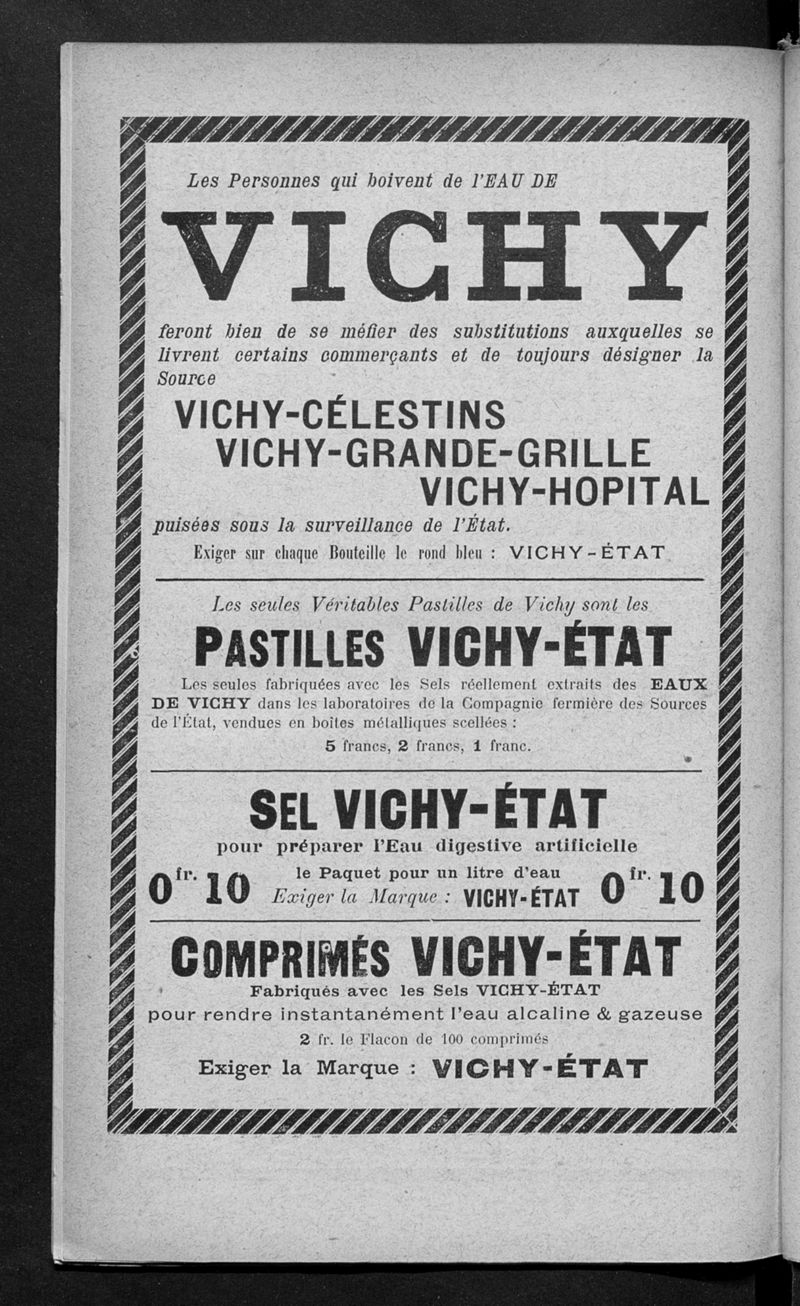 Les Personnes qui boivent de l'EAU DE
VICHY
feront bien de se méfier des substitutions auxquelles se
livrent certains commerçants et de toujours désigner la
Source
VICHY-CÉLESTINS
VICHY-GRANDE-GRILLE
VICHY-HOPITAL
puisées sous la surveillance de l'État.
Exiger sur chaque Bouteille le rond bleu : VICHY-ÉTAT
Les seules Véritables Pastilles de Vichy sont les
PASTILLES VICHY-ÉTAT
Les seules fabriquées avec les Sels réellement extraits des EAUX
DE VICHY dans les laboratoires de la Compagnie fermière des Sources
de l'État, vendues en boîtes métalliques scellées :
5 francs, 2 francs, 1 franc.
SEL VICHY-ÉTAT
pour préparer l'Eau digestive artificielle
0 fr. 10 le Paquet pour un litre d'eau 0 fr. 10
Exiger la Marque : VICHY-ÉTAT
COMPRIMÉS VICHY-ÉTAT
Fabriqués avec les Sels VICHY-ÉTAT
pour rendre instantanément l'eau alcaline & gazeuse
2 fr. le Flacon de 100 comprimés
Exiger la Marque : VICHY-ÉTAT